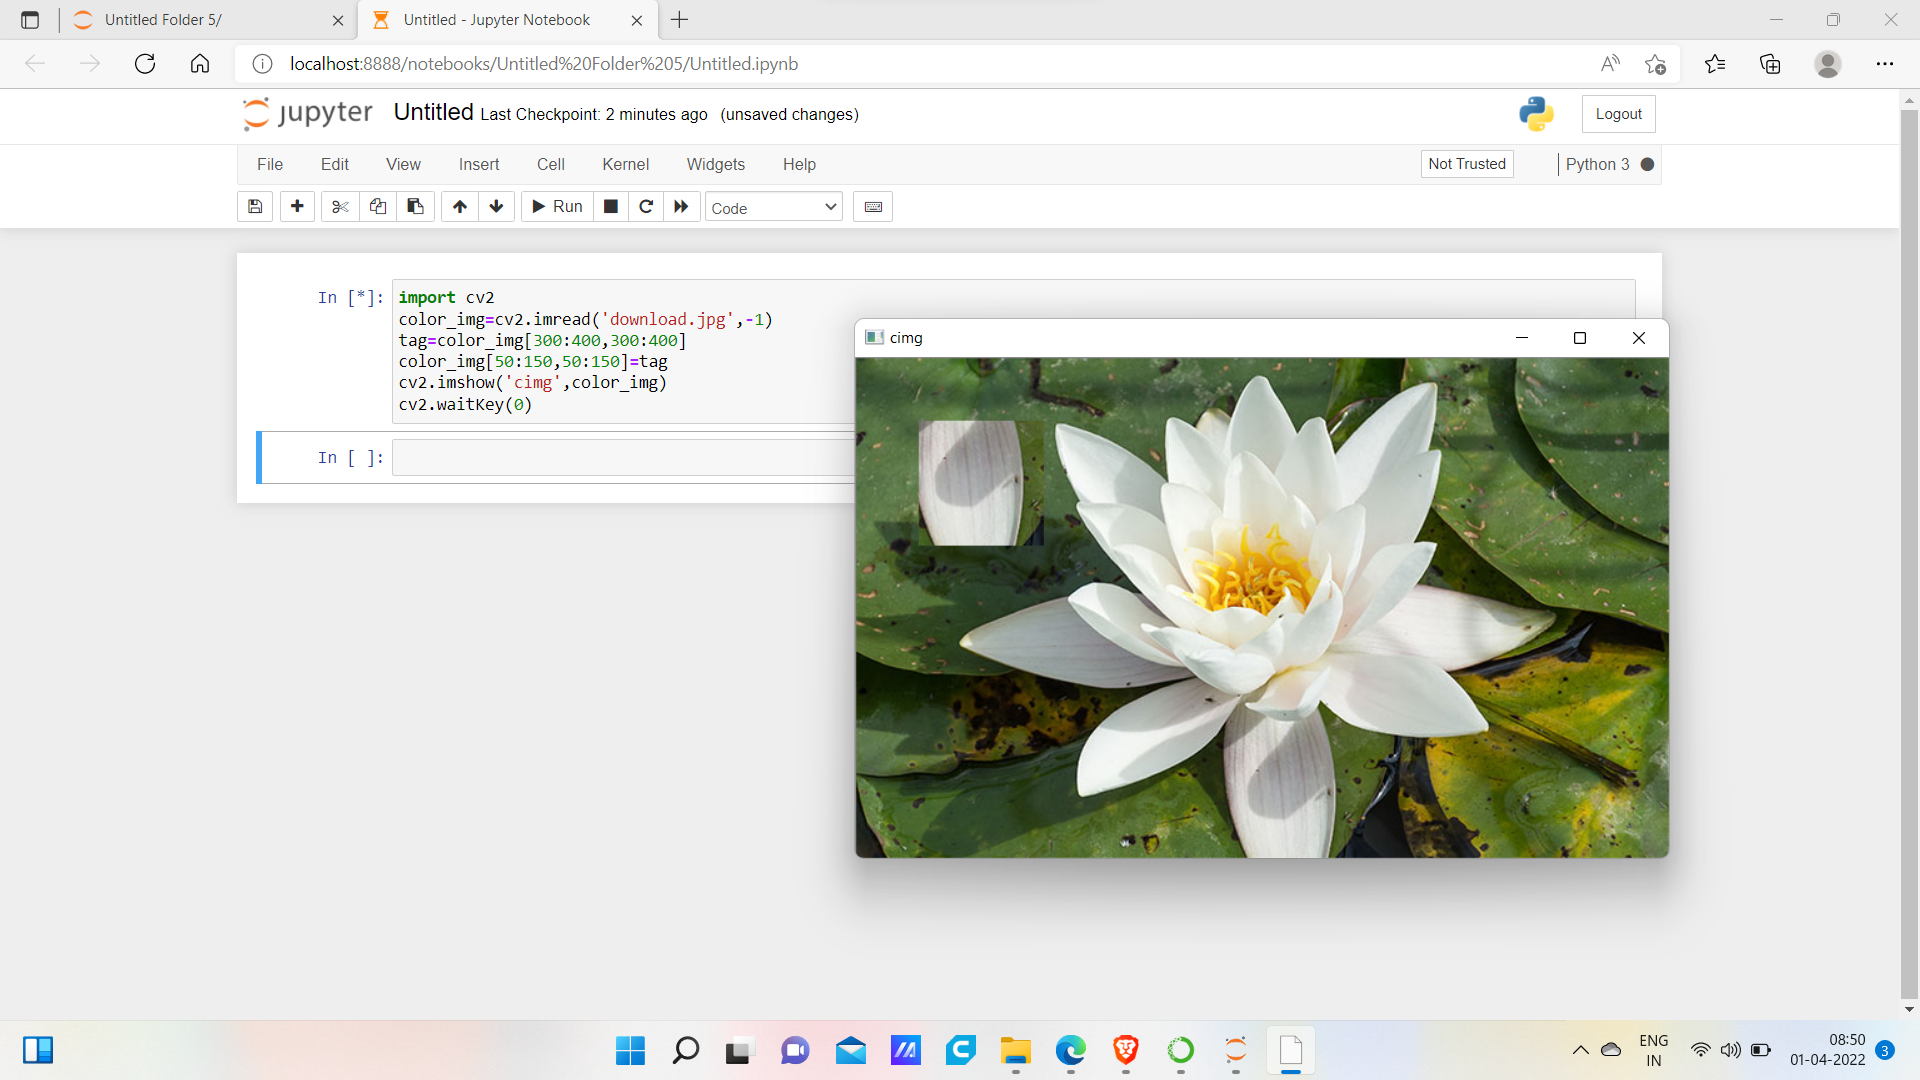 Untitled Folder 5/
Untitled - Jupyter Notebook
localhost:8888/notebooks/Untitled%20Folder%205/Untitled.ipynb
jupyter Untitled Last Checkpoint: 2 minutes ago (unsaved changes)
Logout
File Edit View Insert Cell Kernel Widgets Help
Not Trusted
Python 3
Run
Code
In [*]:
import cv2
color_img=cv2.imread('download.jpg',-1)
tag=color_img[300:400,300:400]
color_img[50:150,50:150]=tag
cv2.imshow('cimg',color_img)
cv2.waitKey(0)
In [ ]:
cimg
ENG
IN
08:50
01-04-2022
3